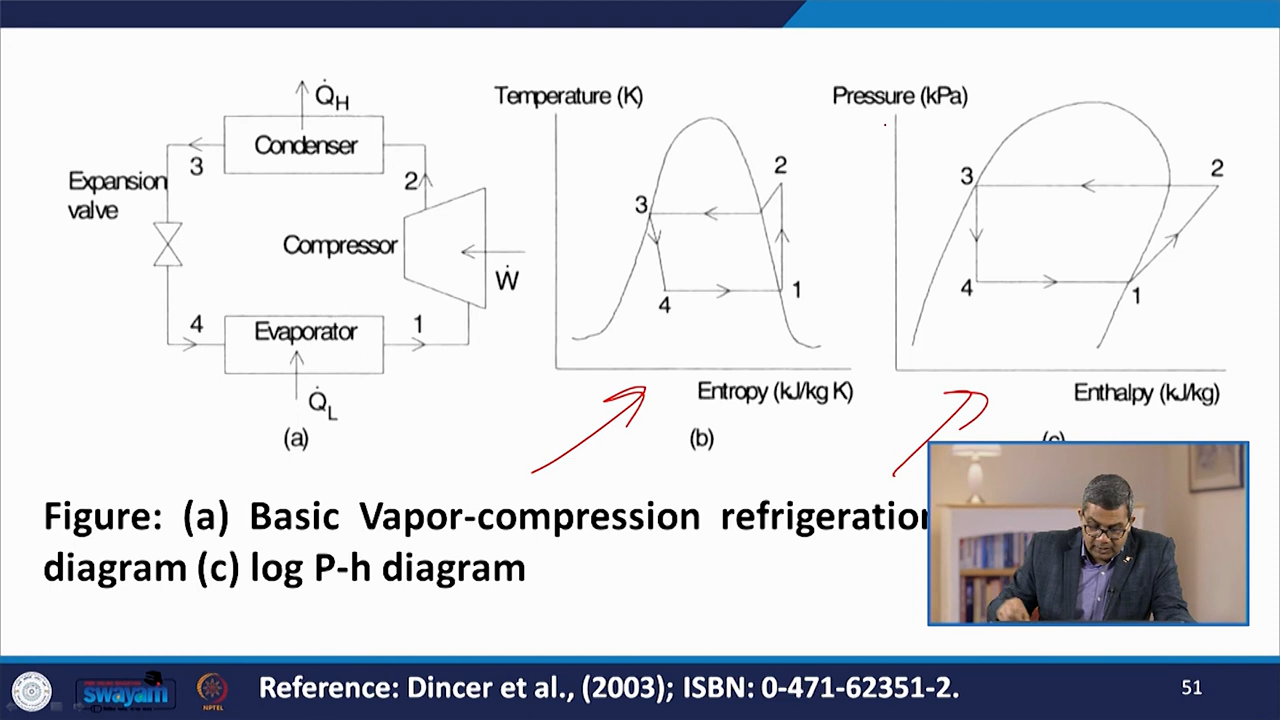 Q̇H
Condenser
3
2
Expansion
valve
Compressor
Ẇ
4
Evaporator
1
Q̇L
(a)
Temperature (K)
2
3
4
1
Entropy (kJ/kg K)
(b)
Pressure (kPa)
3
2
4
1
Enthalpy (kJ/kg)
Figure: (a) Basic Vapor-compression
diagram (c) log P-h diagram
swayam
NPTEL
Reference: Dincer et al., (2003); ISBN: 0-471-62351-2.
51